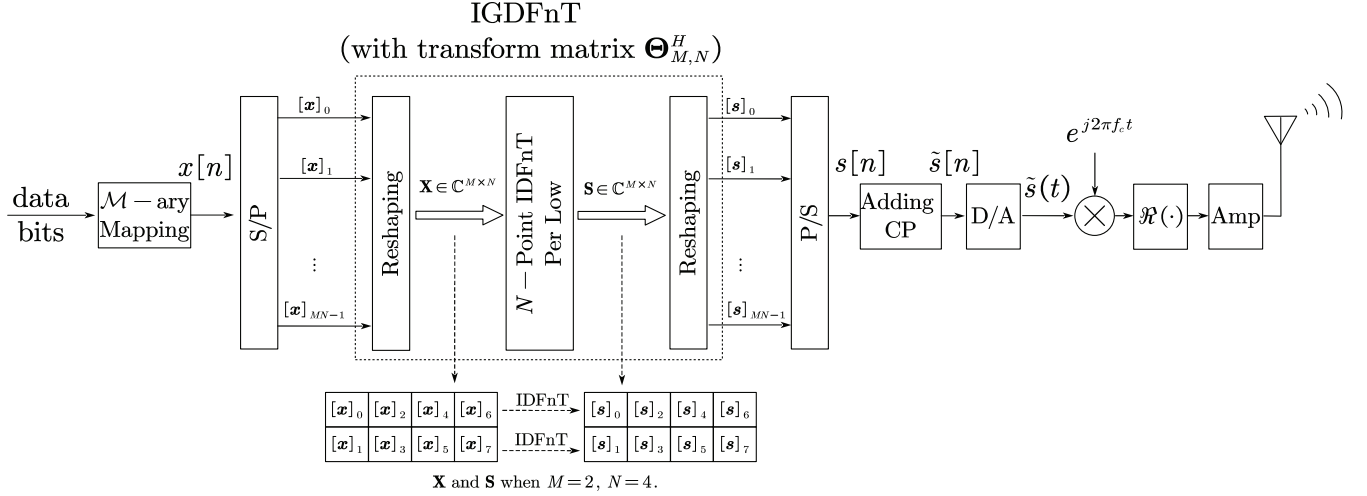 IGDFnT
(with transform matrix Θ^H_{M,N})
data
bits
ℳ − ary
Mapping
x[n]
S/P
[x]_0
[x]_1
⋮
[x]_{MN−1}
Reshaping
X ∈ ℂ^{M×N}
N − Point IDFnT
Per Low
S ∈ ℂ^{M×N}
Reshaping
[s]_0
[s]_1
⋮
[s]_{MN−1}
P/S
s[n]
Adding
CP
s̃[n]
D/A
s̃(t)
e^{j2πf_c t}
ℜ(·)
Amp
[x]_0 [x]_2 [x]_4 [x]_6 IDFnT [s]_0 [s]_2 [s]_4 [s]_6
[x]_1 [x]_3 [x]_5 [x]_7 IDFnT [s]_1 [s]_3 [s]_5 [s]_7
X and S when M=2, N=4.